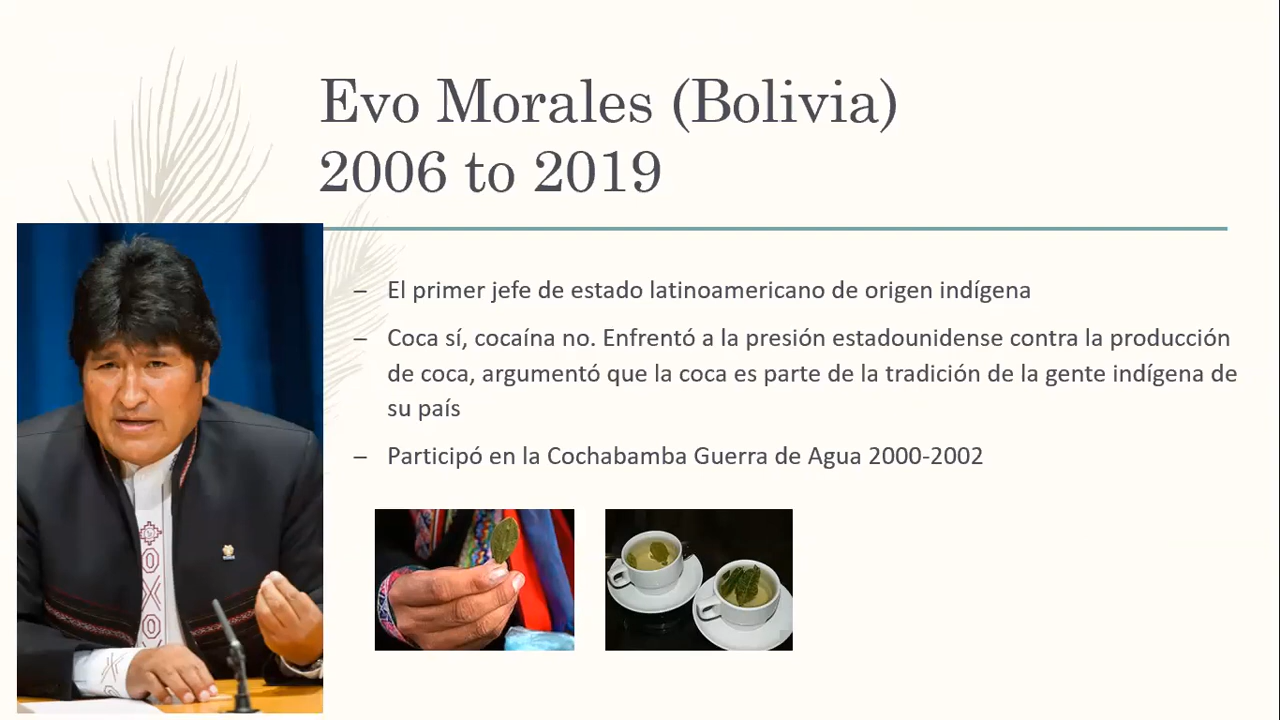 Evo Morales (Bolivia)
2006 to 2019
– El primer jefe de estado latinoamericano de origen indígena
– Coca sí, cocaína no. Enfrentó a la presión estadounidense contra la producción
de coca, argumentó que la coca es parte de la tradición de la gente indígena de
su país
– Participó en la Cochabamba Guerra de Agua 2000-2002